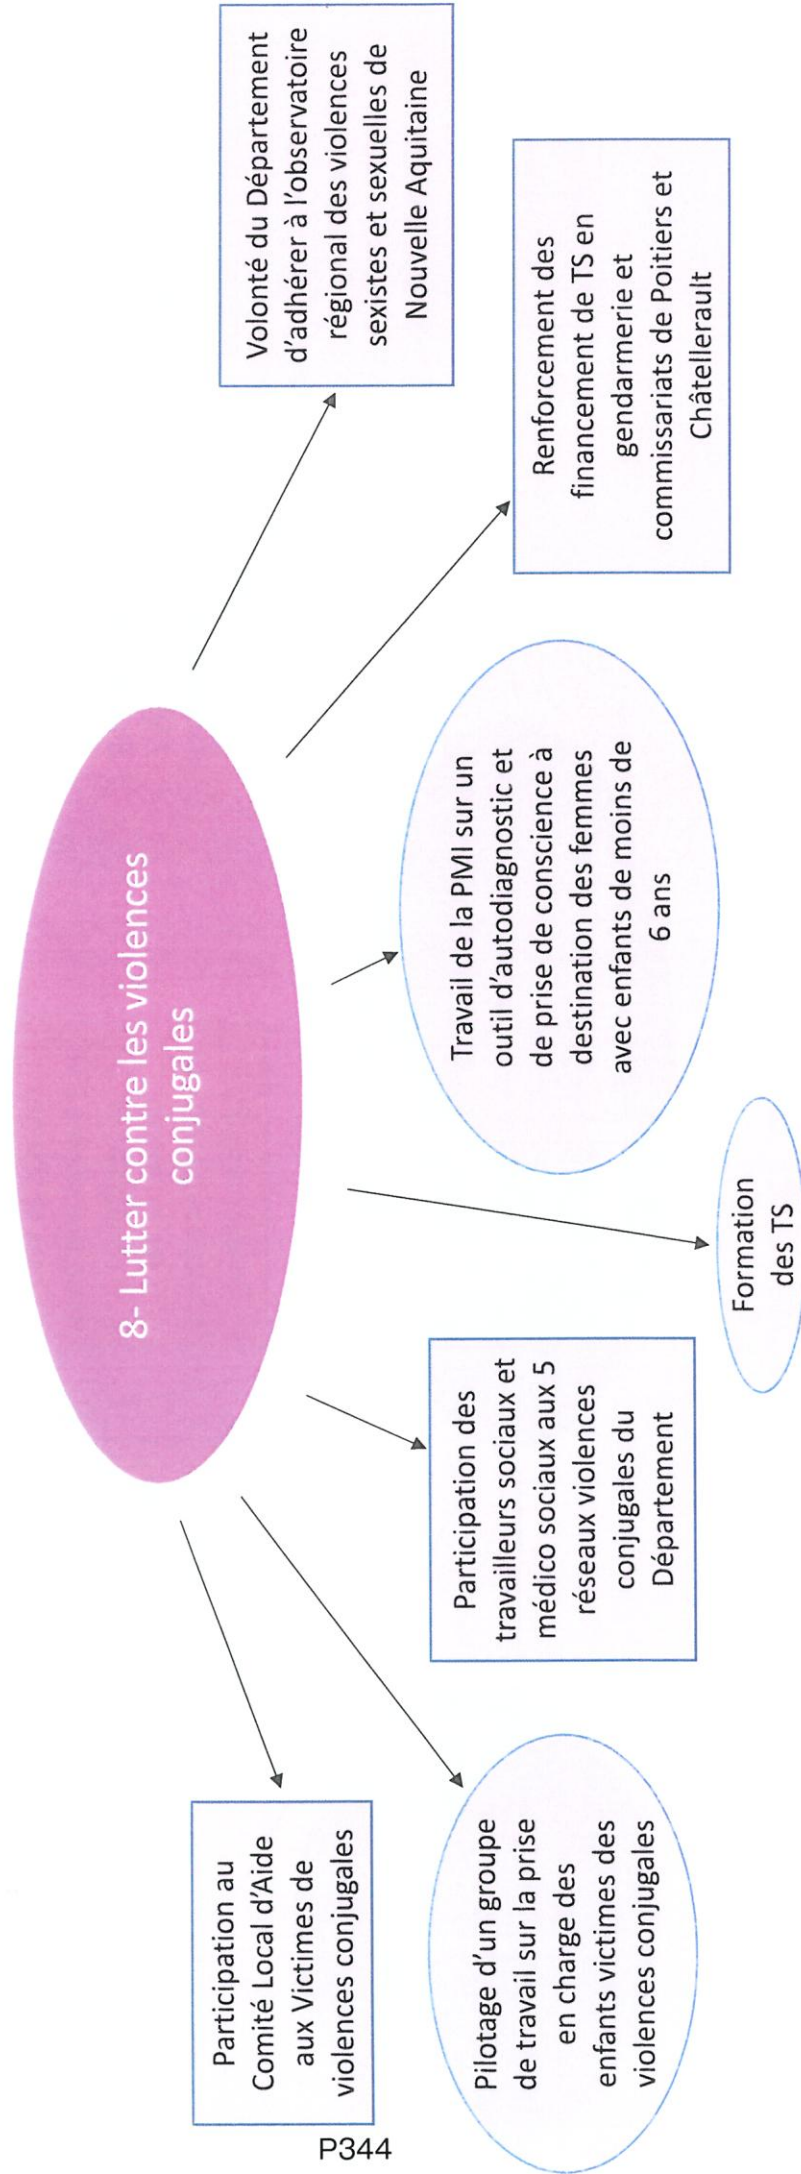 8- Lutter contre les violences
conjugales
Participation au
Comité Local d'Aide
aux Victimes de
violences conjugales
Pilotage d'un groupe
de travail sur la prise
en charge des
enfants victimes des
violences conjugales
Participation des
travailleurs sociaux et
médico sociaux aux 5
réseaux violences
conjugales du
Département
Formation
des TS
Travail de la PMI sur un
outil d'autodiagnostic et
de prise de conscience à
destination des femmes
avec enfants de moins de
6 ans
Renforcement des
financement de TS en
gendarmerie et
commissariats de Poitiers et
Châtellerault
Volonté du Département
d'adhérer à l'observatoire
régional des violences
sexistes et sexuelles de
Nouvelle Aquitaine
P344